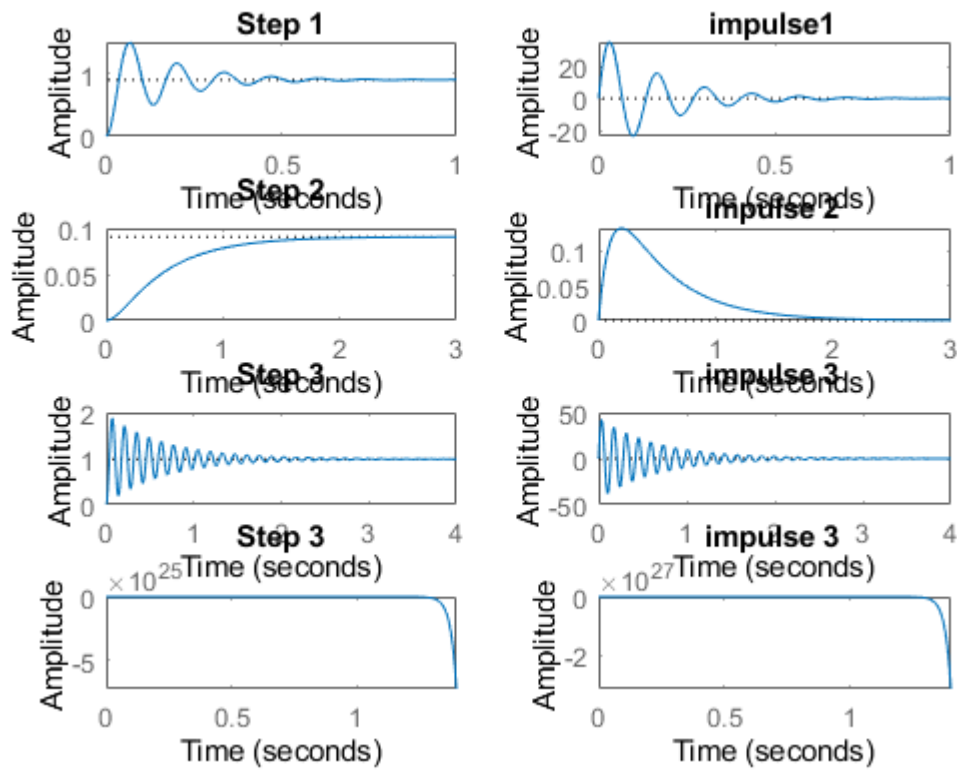 Step 1
Amplitude
1
0
0
0.5
1
Time (seconds)
impulse1
Amplitude
20
0
-20
0
0.5
1
Time (seconds)
Step 2
Amplitude
0.1
0.05
0
0
1
2
3
Time (seconds)
impulse 2
Amplitude
0.1
0.05
0
0
1
2
3
Time (seconds)
Step 3
Amplitude
2
1
0
0
1
2
3
4
Time (seconds)
impulse 3
Amplitude
50
0
-50
0
1
2
3
4
Time (seconds)
Step 3
× 10^25
Amplitude
0
-5
0
0.5
1
Time (seconds)
impulse 3
× 10^27
Amplitude
0
-2
0
0.5
1
Time (seconds)